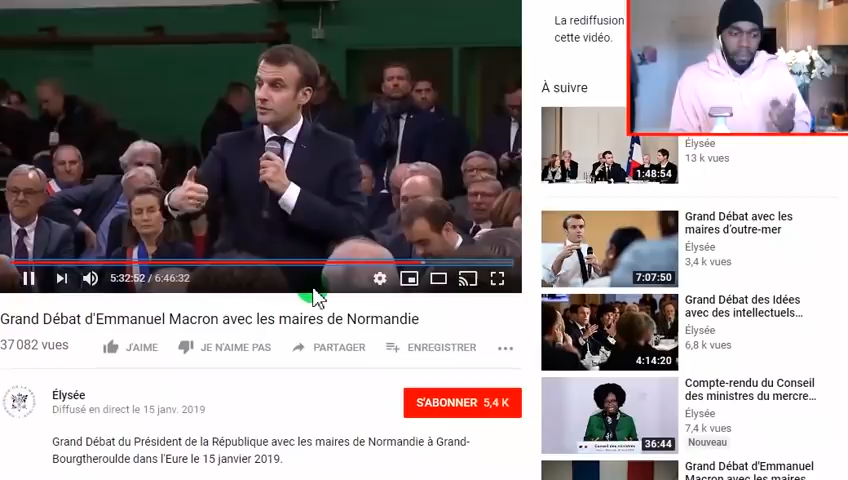 La rediffusion
cette vidéo.
À suivre
Élysée
13 k vues
1:48:54
Grand Débat avec les
maires d'outre-mer
Élysée
3,4 k vues
7:07:50
Grand Débat des Idées
avec des intellectuels...
Élysée
6,8 k vues
4:14:20
Compte-rendu du Conseil
des ministres du mercre...
Élysée
7,4 k vues
Nouveau
36:44
Grand Débat d'Emmanuel
Macron avec les maires
5:32:52 / 6:46:32
Grand Débat d'Emmanuel Macron avec les maires de Normandie
37 082 vues
J'AIME
JE N'AIME PAS
PARTAGER
ENREGISTRER
Élysée
Diffusé en direct le 15 janv. 2019
S'ABONNER 5,4 K
Grand Débat du Président de la République avec les maires de Normandie à Grand-
Bourgtheroulde dans l'Eure le 15 janvier 2019.